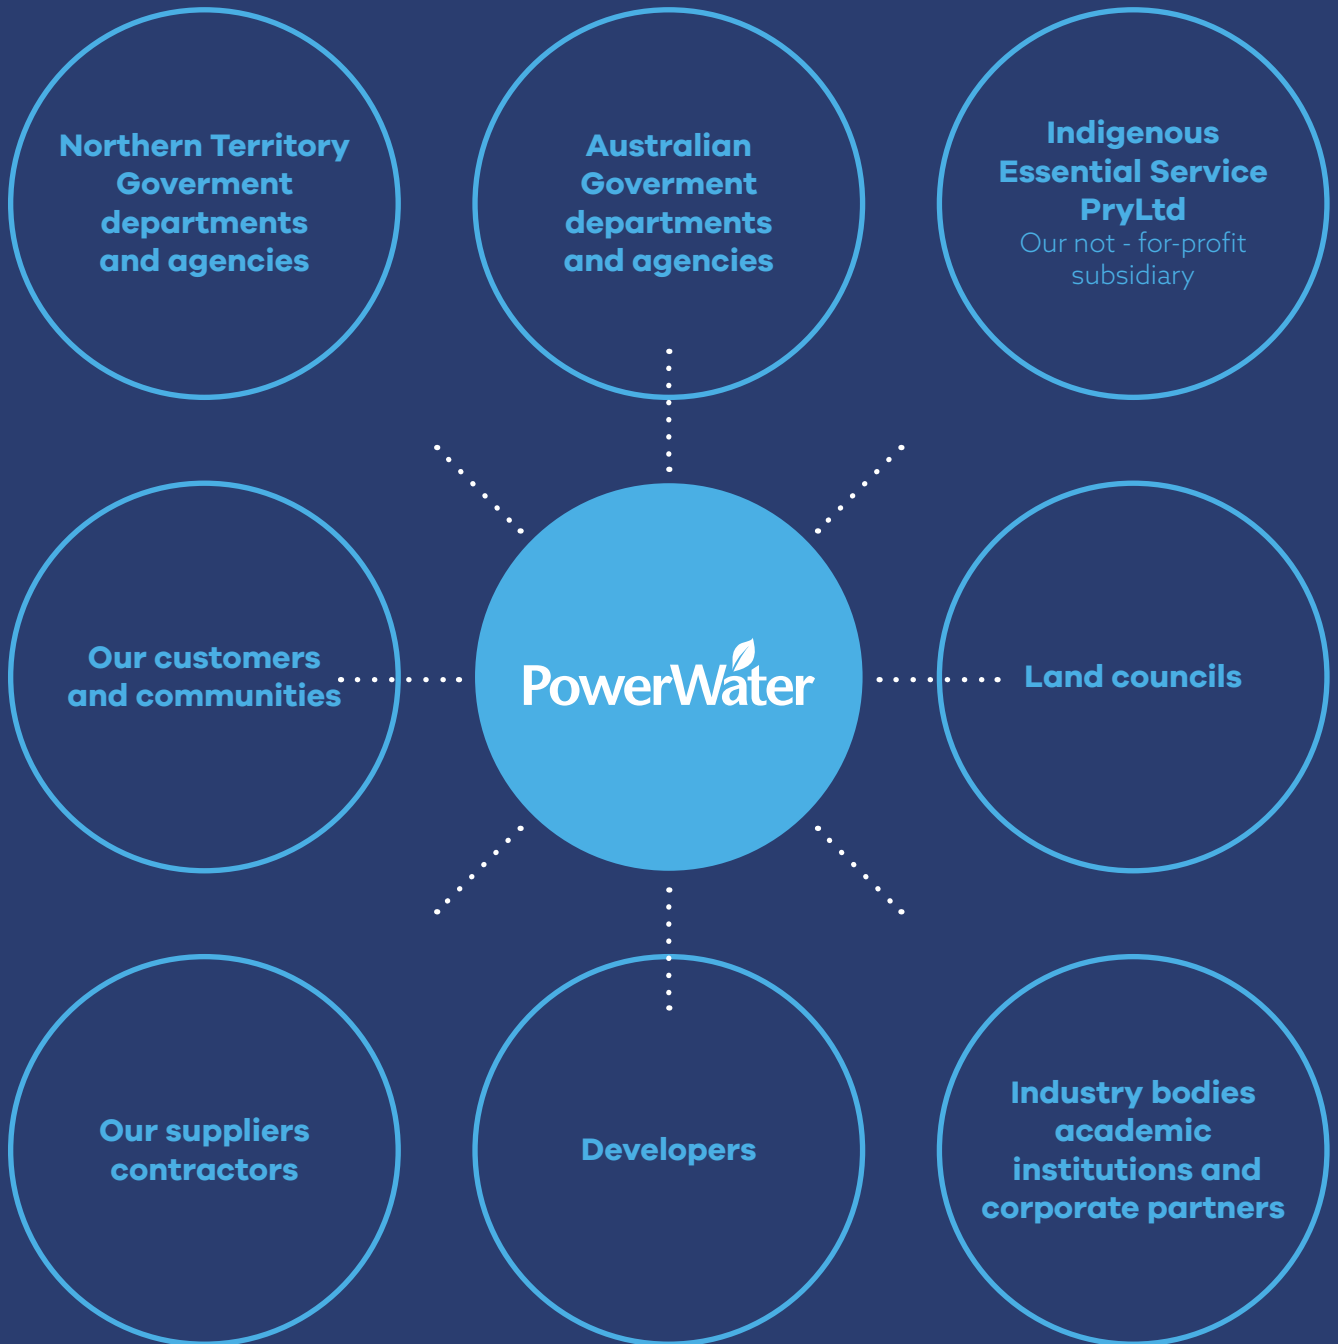 Northern Territory
Goverment
departments
and agencies
Australian
Goverment
departments
and agencies
Indigenous
Essential Service
PryLtd
Our not - for-profit
subsidiary
Our customers
and communities
PowerWater
Land councils
Our suppliers
contractors
Developers
Industry bodies
academic
institutions and
corporate partners